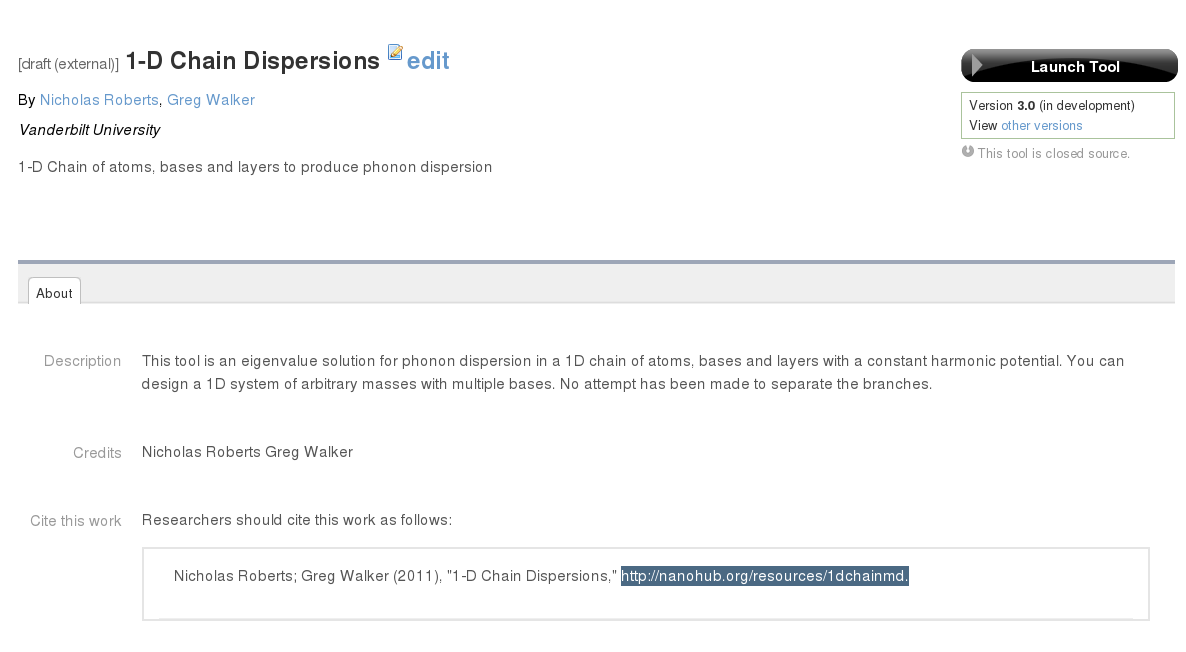 [draft (external)] 1-D Chain Dispersions edit
Launch Tool
By Nicholas Roberts, Greg Walker
Version 3.0 (in development)
View other versions
Vanderbilt University
This tool is closed source.
1-D Chain of atoms, bases and layers to produce phonon dispersion
About
Description
This tool is an eigenvalue solution for phonon dispersion in a 1D chain of atoms, bases and layers with a constant harmonic potential. You can
design a 1D system of arbitrary masses with multiple bases. No attempt has been made to separate the branches.
Credits
Nicholas Roberts Greg Walker
Cite this work
Researchers should cite this work as follows:
Nicholas Roberts; Greg Walker (2011), "1-D Chain Dispersions," http://nanohub.org/resources/1dchainmd.